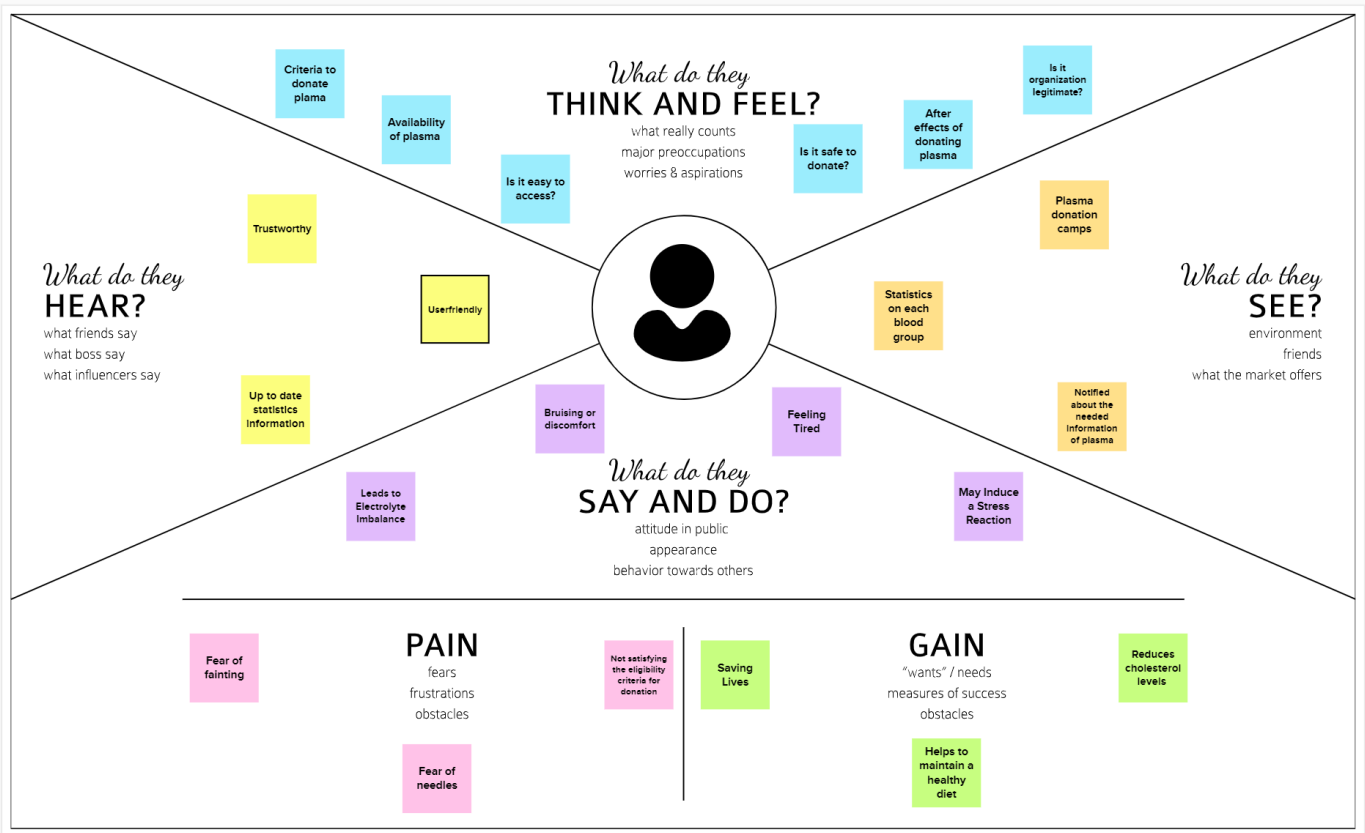 Criteria to
donate
plama
Availability
of plasma
Is it easy to
access?
What do they
THINK AND FEEL?
what really counts
major preoccupations
worries & aspirations
Is it safe to
donate?
After
effects of
donating
plasma
Is it
organization
legitimate?
Trustworthy
Userfriendly
Up to date
statistics
Information
What do they
HEAR?
what friends say
what boss say
what influencers say
Plasma
donation
camps
Statistics
on each
blood
group
Notified
about the
needed
Information
of plasma
What do they
SEE?
environment
friends
what the market offers
Bruising or
discomfort
Feeling
Tired
Leads to
Electrolyte
Imbalance
What do they
SAY AND DO?
attitude in public
appearance
behavior towards others
May Induce
a Stress
Reaction
Fear of
fainting
PAIN
fears
frustrations
obstacles
Not satisfying
the eligibility
criteria for
donation
Fear of
needles
Saving
Lives
GAIN
“wants” / needs
measures of success
obstacles
Reduces
cholesterol
levels
Helps to
maintain a
healthy
diet